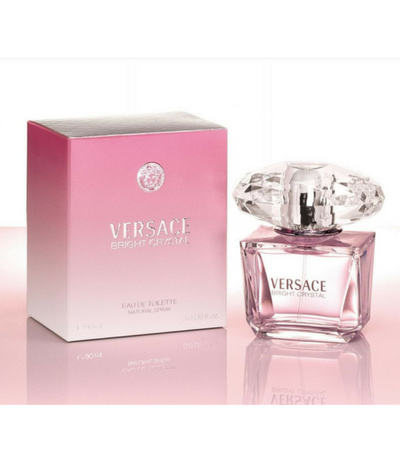 VERSACE
BRIGHT CRYSTAL
EAU DE TOILETTE
NATURAL SPRAY
VERSACE
BRIGHT CRYSTAL